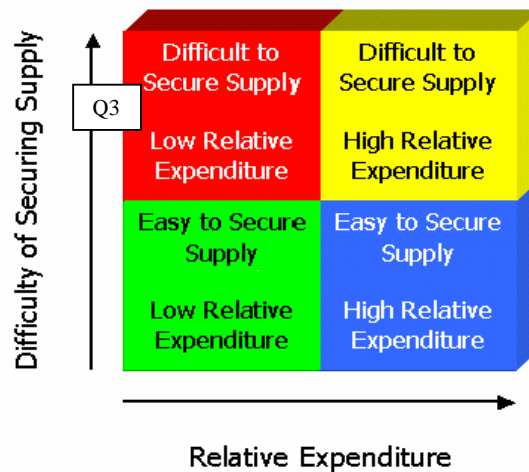 Difficulty of Securing Supply
Q3
Difficult to
Secure Supply
Low Relative
Expenditure
Difficult to
Secure Supply
High Relative
Expenditure
Easy to Secure
Supply
Low Relative
Expenditure
Easy to Secure
Supply
High Relative
Expenditure
Relative Expenditure